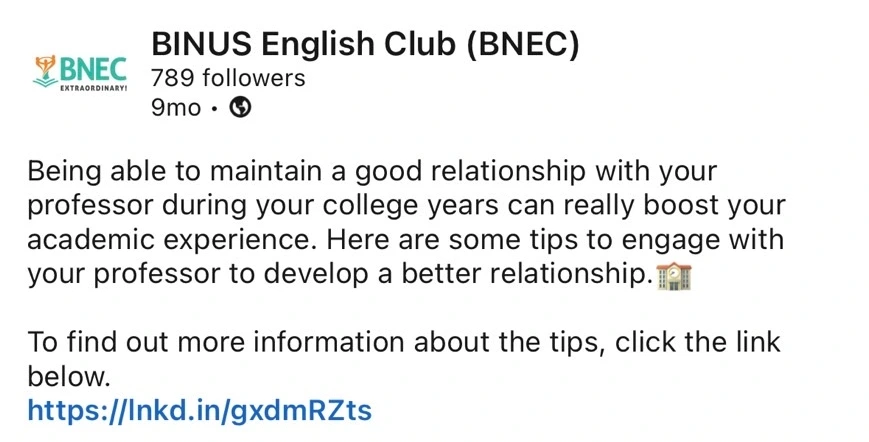 BINUS English Club (BNEC)
BNEC
EXTRAORDINARY!
789 followers
9mo •
Being able to maintain a good relationship with your
professor during your college years can really boost your
academic experience. Here are some tips to engage with
your professor to develop a better relationship.🏫
To find out more information about the tips, click the link
below.
https://lnkd.in/gxdmRZts